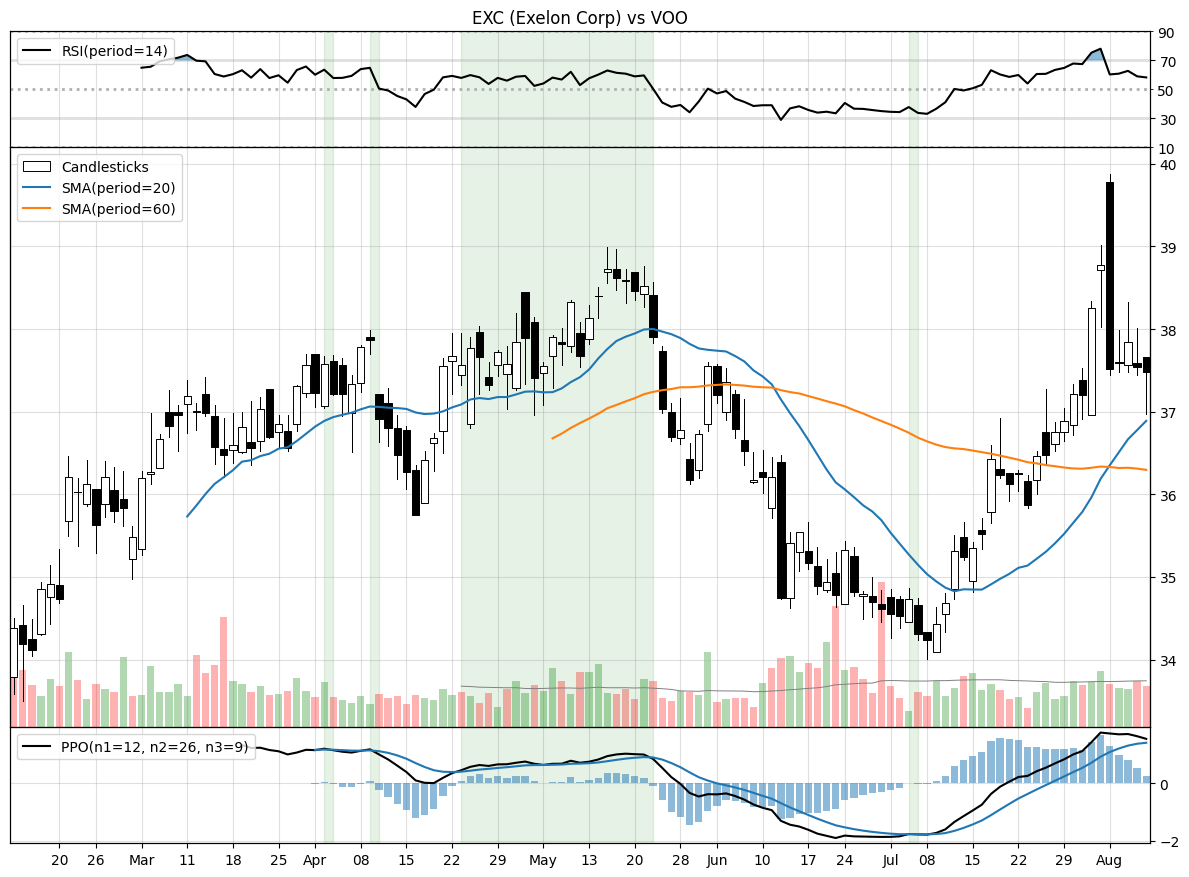 EXC (Exelon Corp) vs VOO
RSI(period=14)
90
70
50
30
10
Candlesticks
SMA(period=20)
SMA(period=60)
40
39
38
37
36
35
34
PPO(n1=12, n2=26, n3=9)
0
−2
20 26 Mar 11 18 25 Apr 08 15 22 29 May 13 20 28 Jun 10 17 24 Jul 08 15 22 29 Aug